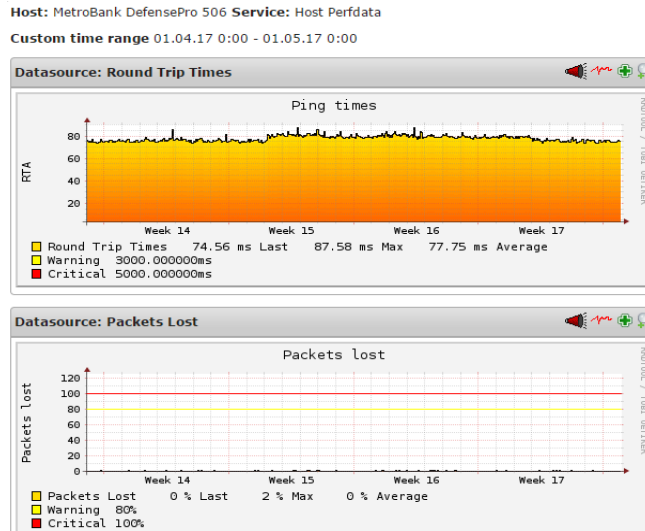 Host: MetroBank DefensePro 506 Service: Host Perfdata
Custom time range 01.04.17 0:00 - 01.05.17 0:00
Datasource: Round Trip Times
Ping times
RTA
80
60
40
20
Week 14 Week 15 Week 16 Week 17
Round Trip Times 74.56 ms Last 87.58 ms Max 77.75 ms Average
Warning 3000.000000ms
Critical 5000.000000ms
Datasource: Packets Lost
Packets lost
Packets lost
120
100
80
60
40
20
0
Week 14 Week 15 Week 16 Week 17
Packets Lost 0 % Last 2 % Max 0 % Average
Warning 80%
Critical 100%